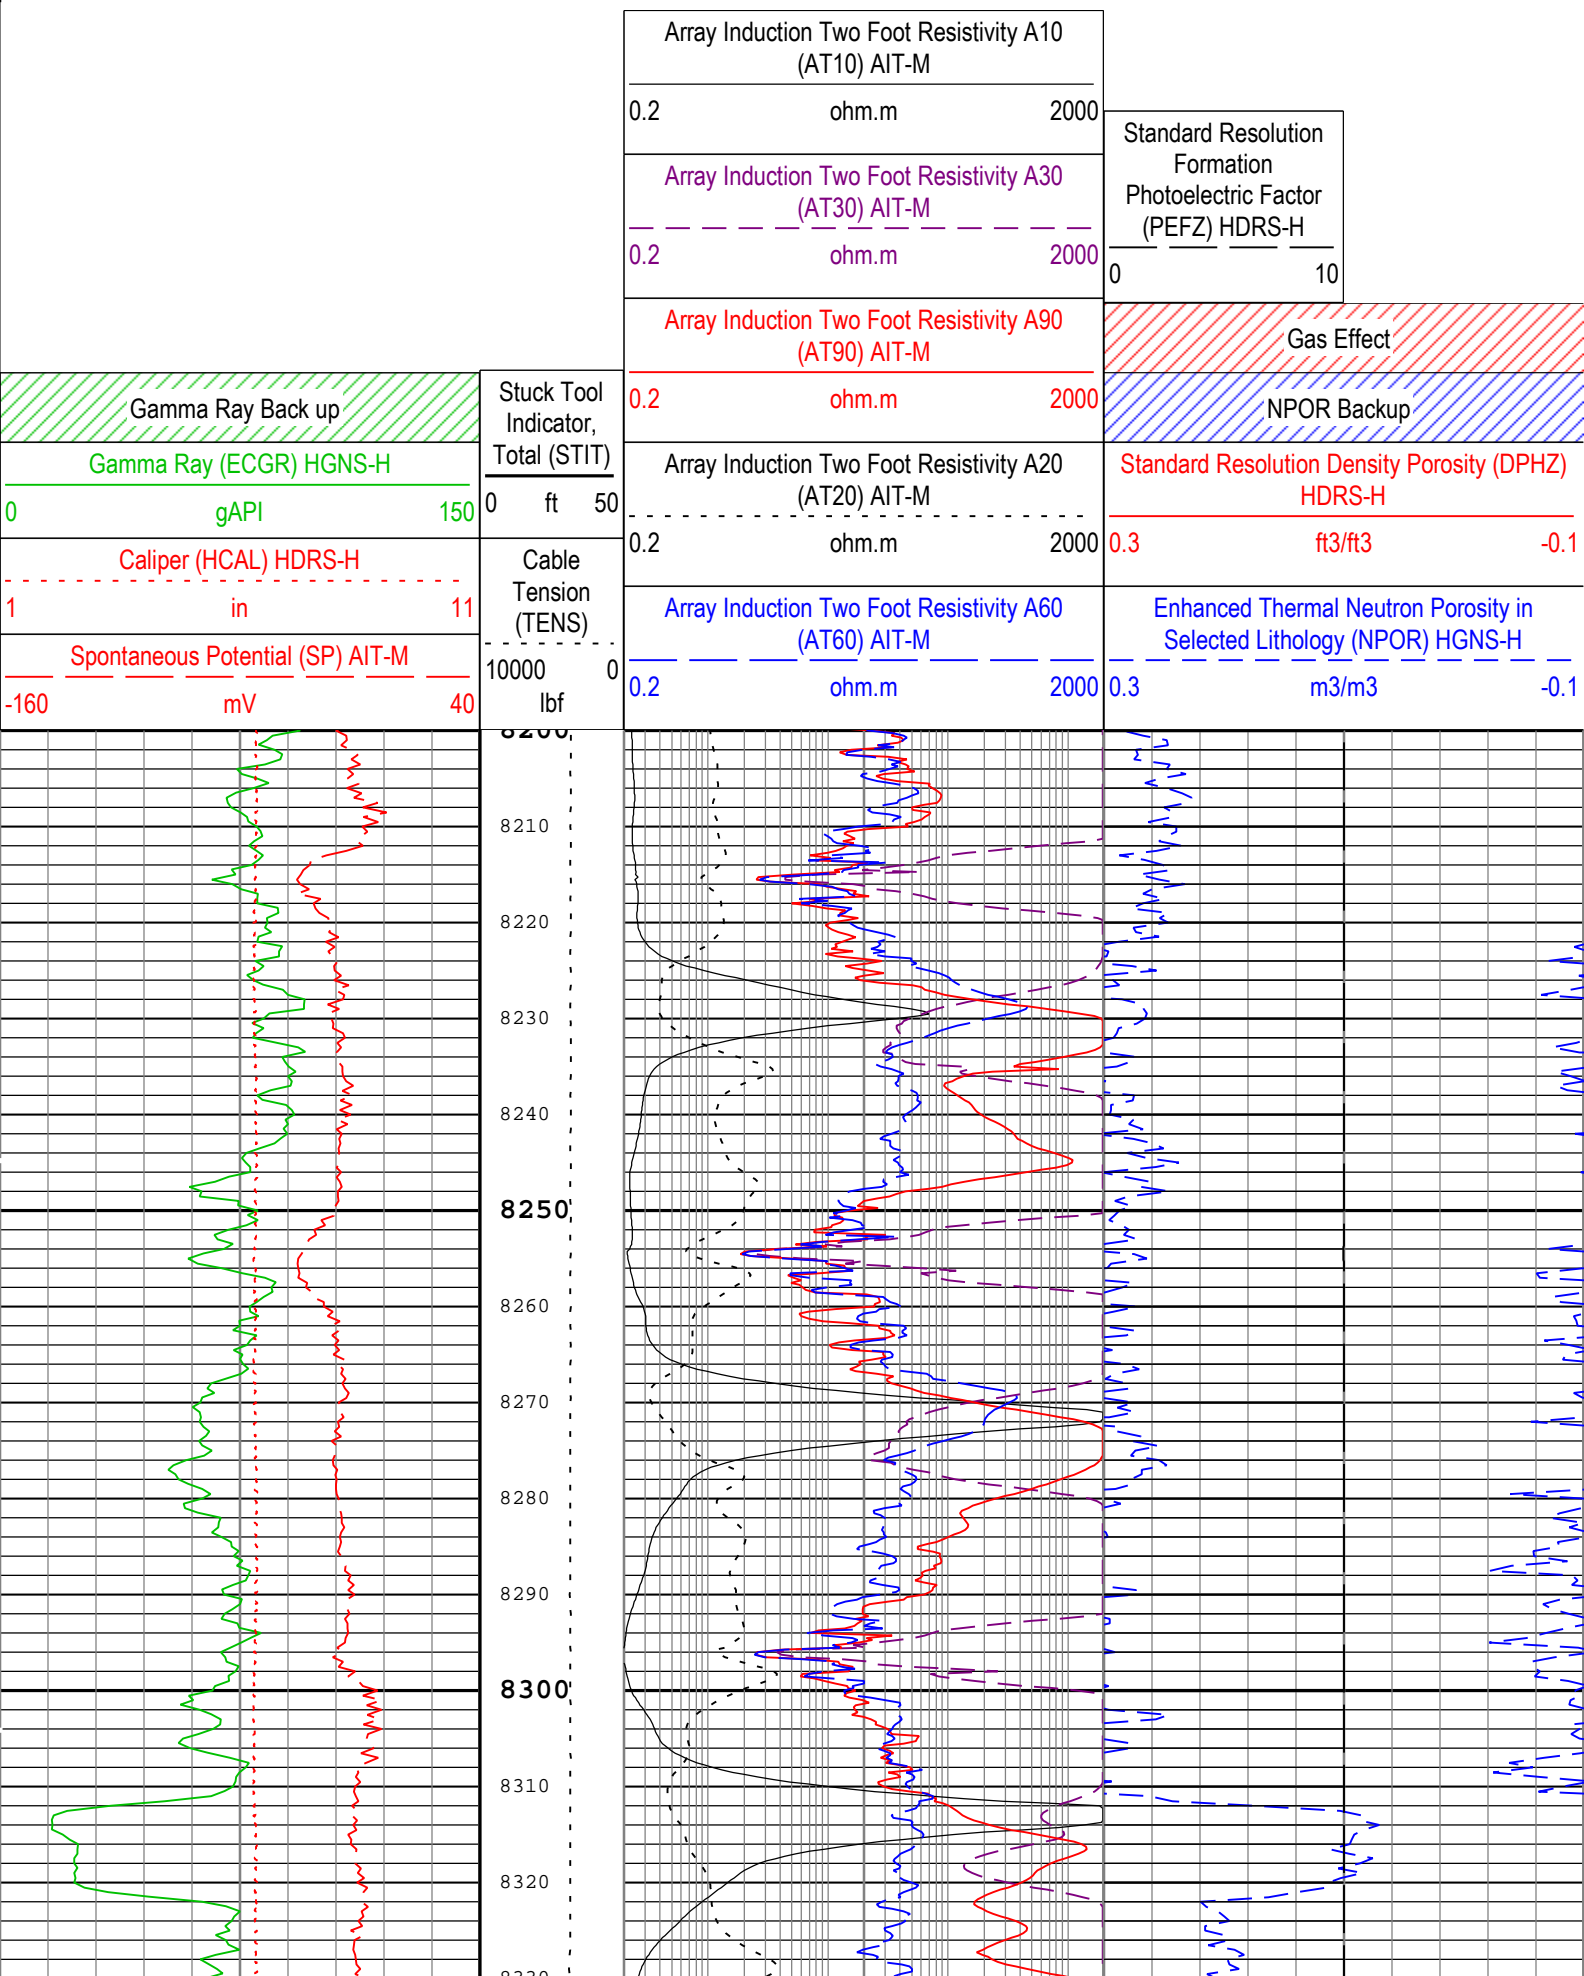 Array Induction Two Foot Resistivity A10
(AT10) AIT-M
0.2 ohm.m 2000
Array Induction Two Foot Resistivity A30
(AT30) AIT-M
0.2 ohm.m 2000
Array Induction Two Foot Resistivity A90
(AT90) AIT-M
0.2 ohm.m 2000
Array Induction Two Foot Resistivity A20
(AT20) AIT-M
0.2 ohm.m 2000
Array Induction Two Foot Resistivity A60
(AT60) AIT-M
0.2 ohm.m 2000
Standard Resolution
Formation
Photoelectric Factor
(PEFZ) HDRS-H
0 10
Gas Effect
NPOR Backup
Standard Resolution Density Porosity (DPHZ)
HDRS-H
0.3 ft3/ft3 -0.1
Enhanced Thermal Neutron Porosity in
Selected Lithology (NPOR) HGNS-H
0.3 m3/m3 -0.1
Gamma Ray Back up
Gamma Ray (ECGR) HGNS-H
0 gAPI 150
Caliper (HCAL) HDRS-H
1 in 11
Spontaneous Potential (SP) AIT-M
-160 mV 40
Stuck Tool
Indicator,
Total (STIT)
0 ft 50
Cable
Tension
(TENS)
10000 0
lbf
8200
8210
8220
8230
8240
8250
8260
8270
8280
8290
8300
8310
8320
8330